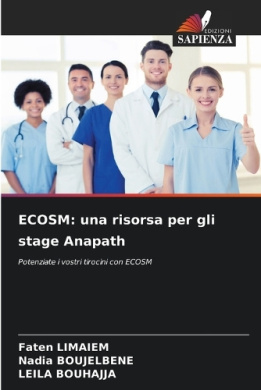 EDIZIONI
SAPIENZA
ECOSM: una risorsa per gli
stage Anapath
Potenziate i vostri tirocini con ECOSM
Faten LIMAIEM
Nadia BOUJELBENE
LEILA BOUHAJJA